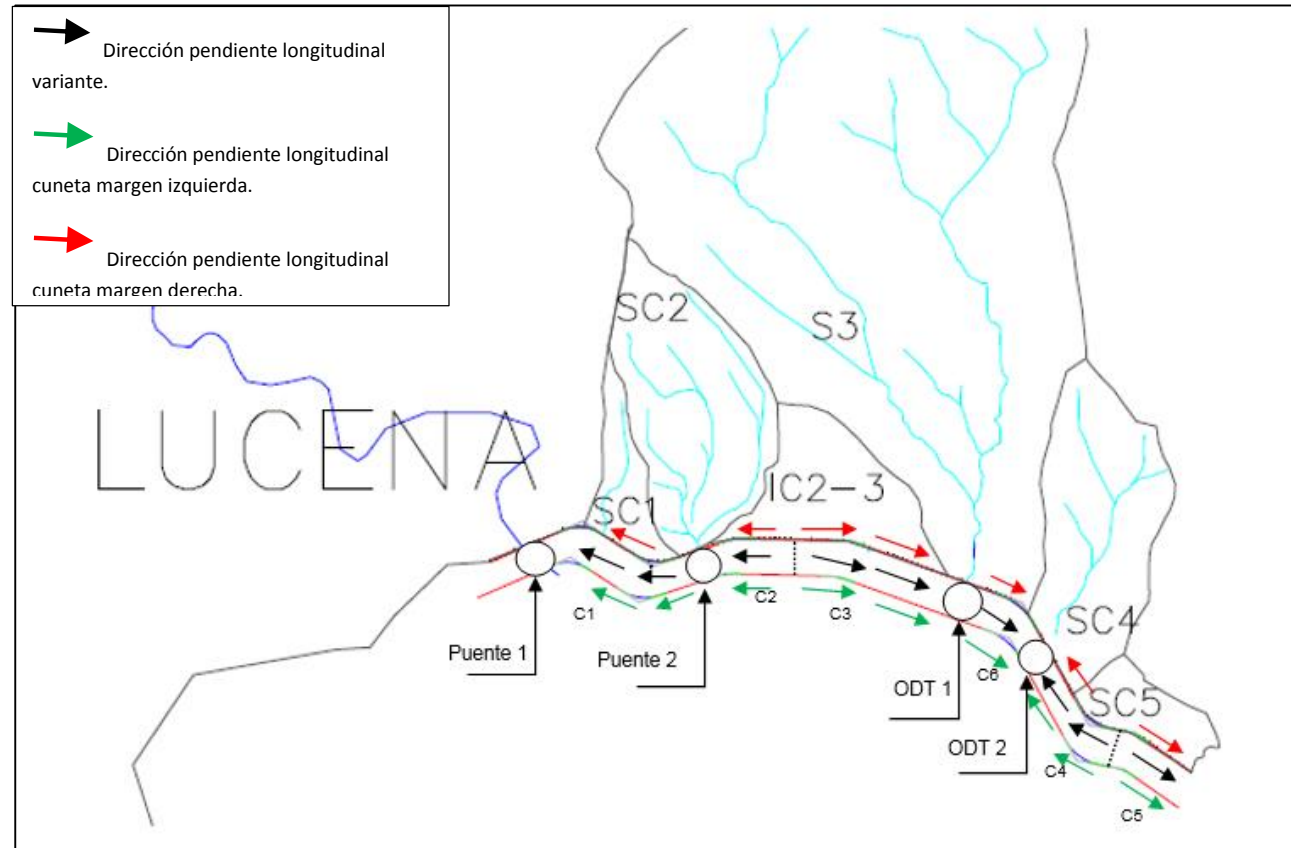 Dirección pendiente longitudinal
variante.
Dirección pendiente longitudinal
cuneta margen izquierda.
Dirección pendiente longitudinal
cuneta margen derecha.
SC2
S3
LUCENA
IC2-3
SC1
C2
C3
C1
SC4
Puente 1
Puente 2
C6
ODT 1
SC5
ODT 2
C4
C5